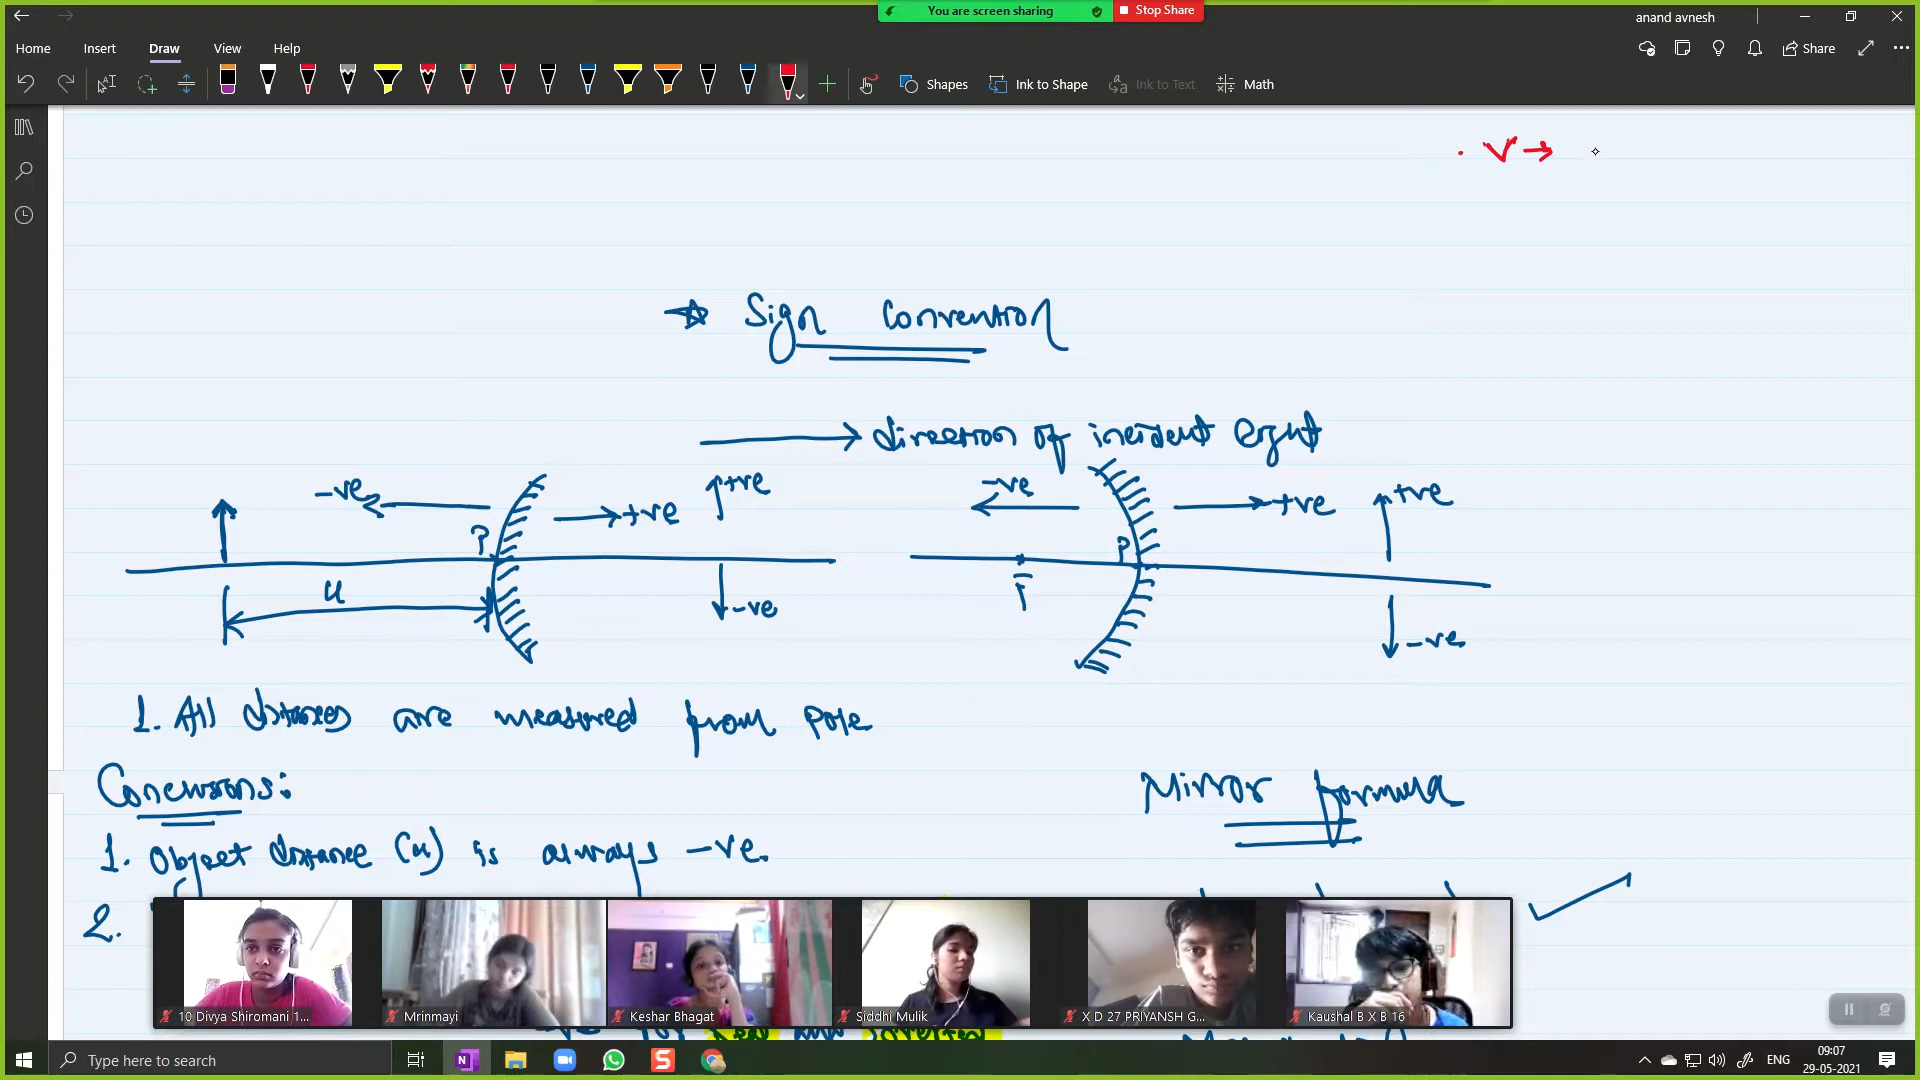 You are screen sharing
Stop Share
anand avnesh
Home Insert Draw View Help
Share
Shapes Ink to Shape Ink to Text Math
. V →
Sign Convention
direction of incident light
-ve
+ve
+ve
-ve
+ve
+ve
P
P
u
F
-ve
-ve
1. All distances are measured from pole
Conclusions:
Mirror formula
1. Object distance (u) is always -ve.
2.
10 Divya Shiromani 1...
Mrinmayi
Keshar Bhagat
Siddhi Mulik
X D 27 PRIYANSH G...
Kaushal B X B 16
Type here to search
ENG
09:07
29-05-2021